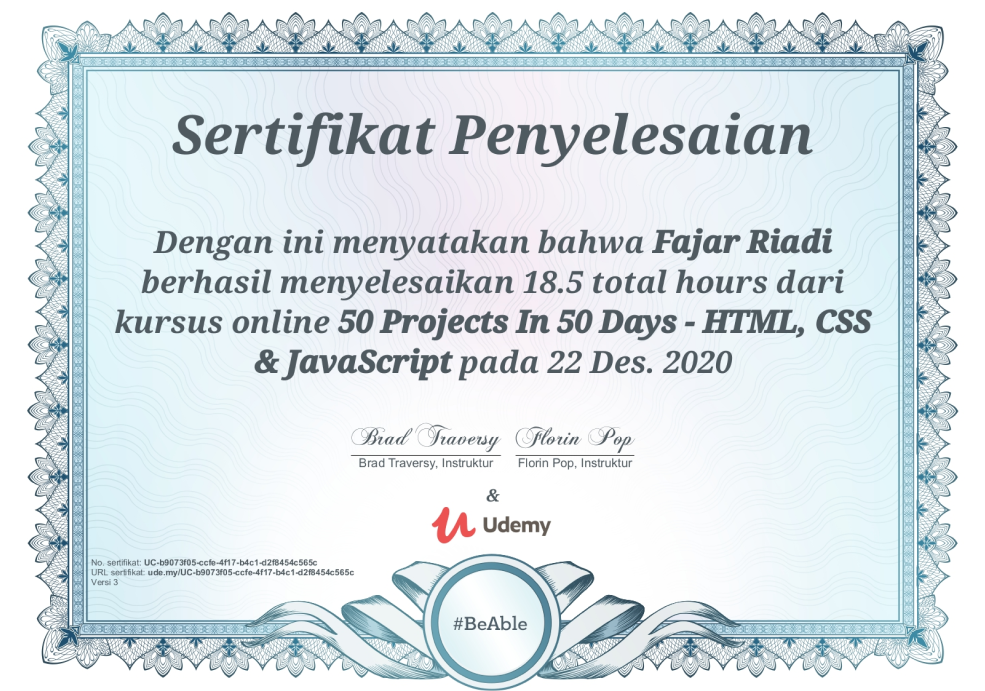 Sertifikat Penyelesaian
Dengan ini menyatakan bahwa Fajar Riadi
berhasil menyelesaikan 18.5 total hours dari
kursus online 50 Projects In 50 Days - HTML, CSS
& JavaScript pada 22 Des. 2020
Brad Traversy Florin Pop
Brad Traversy, Instruktur Florin Pop, Instruktur
&
Udemy
No. sertifikat: UC-b9073f05-ccfe-4f17-b4c1-d2f8454c565c
URL sertifikat: ude.my/UC-b9073f05-ccfe-4f17-b4c1-d2f8454c565c
Versi 3
#BeAble